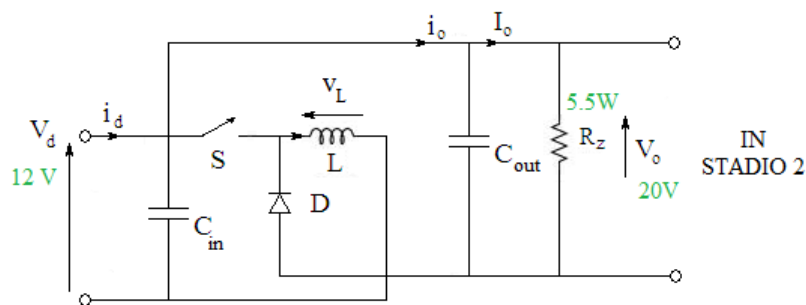 i_o
I_o
V_d
i_d
v_L
5.5W
12 V
S
L
C_out
R_z
V_o
20V
IN
STADIO 2
C_in
D